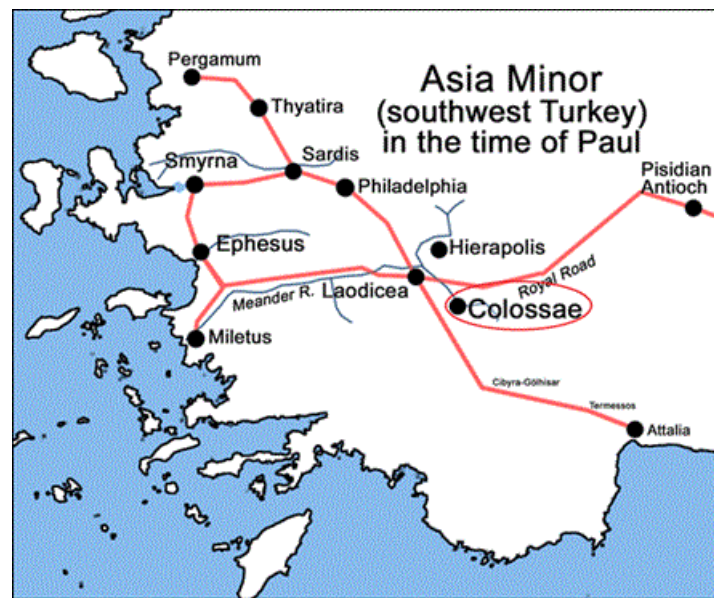 Pergamum
Asia Minor
(southwest Turkey)
in the time of Paul
Thyatira
Smyrna
Sardis
Philadelphia
Pisidian
Antioch
Ephesus
Hierapolis
Royal Road
Laodicea
Meander R.
Colossae
Miletus
Cibyra-Gölhisar
Termessos
Attalia